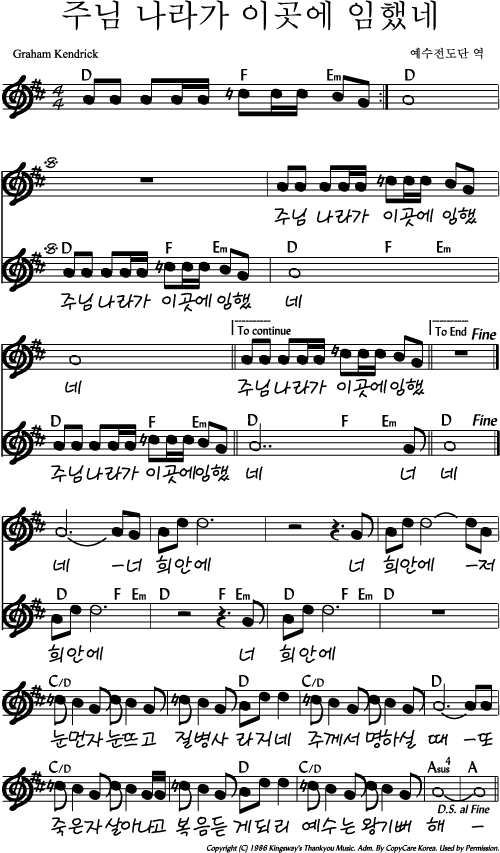 주님 나라가 이곳에 임했네
Graham Kendrick 예수전도단 역
D F Em D
4
4
주님 나라가 이곳에 임했
D F Em D F Em
주님나라가 이곳에임했 네
To continue To End Fine
네 주님나라가 이곳에임했
D F Em D F Em D Fine
주님나라가 이곳에임했 네 너 네
네 -너 희안에 너 희안에 -저
D F Em D F Em D F Em D
희안에 너 희안에
C/D G D C/D G D
눈먼자 눈뜨고 질병사 라지네 주께서 명하실 때 -또
C/D G D C/D G Asus4 A
D.S. al Fine
죽은자살아나고 복음듣 게되리 예수는 왕기뻐 해 -
Copyright (C) 1986 Kingsway's Thankyou Music. Adm. By CopyCare Korea. Used by Permission.